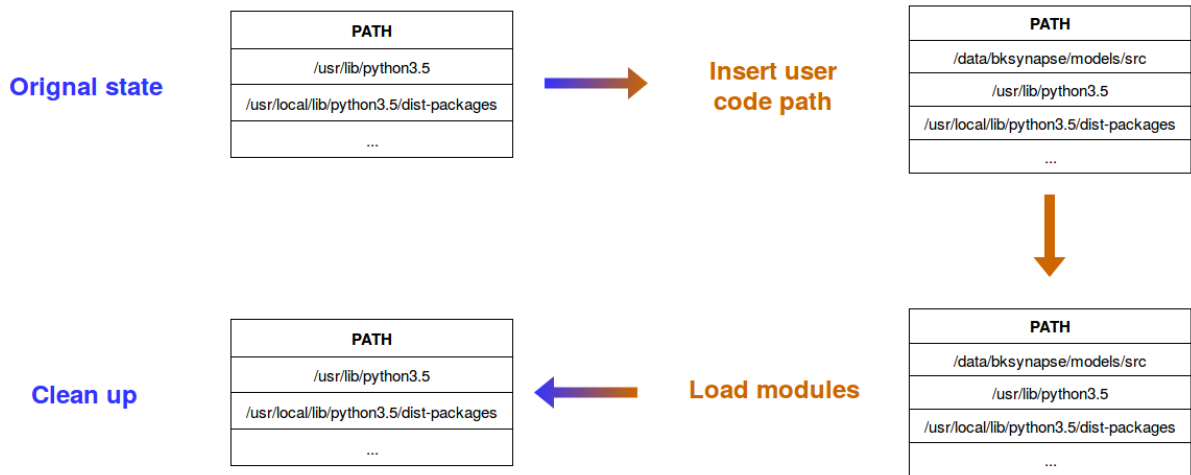 Orignal state
PATH
/usr/lib/python3.5
/usr/local/lib/python3.5/dist-packages
...
Insert user
code path
PATH
/data/bksynapse/models/src
/usr/lib/python3.5
/usr/local/lib/python3.5/dist-packages
...
Clean up
PATH
/usr/lib/python3.5
/usr/local/lib/python3.5/dist-packages
...
Load modules
PATH
/data/bksynapse/models/src
/usr/lib/python3.5
/usr/local/lib/python3.5/dist-packages
...